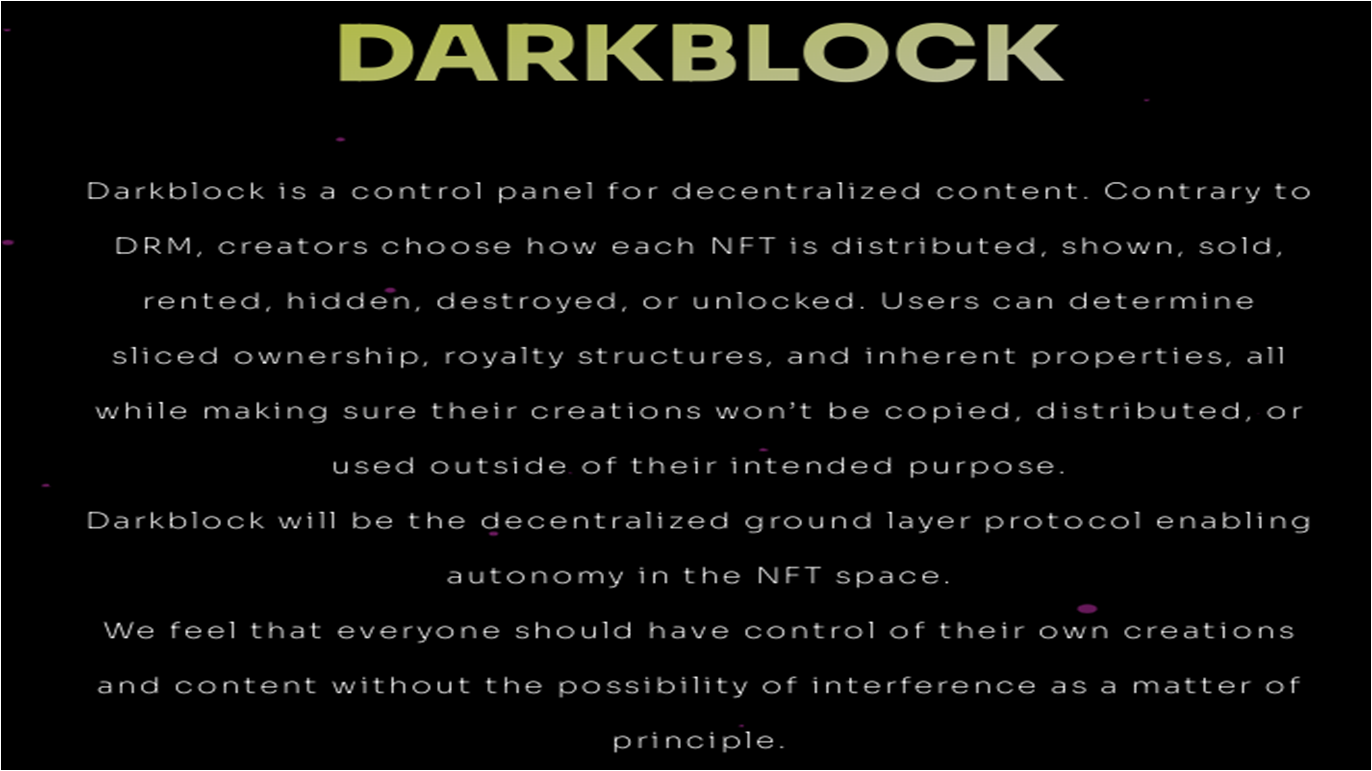 DARKBLOCK
Darkblock is a control panel for decentralized content. Contrary to
DRM, creators choose how each NFT is distributed, shown, sold,
rented, hidden, destroyed, or unlocked. Users can determine
sliced ownership, royalty structures, and inherent properties, all
while making sure their creations won’t be copied, distributed, or
used outside of their intended purpose.
Darkblock will be the decentralized ground layer protocol enabling
autonomy in the NFT space.
We feel that everyone should have control of their own creations
and content without the possibility of interference as a matter of
principle.